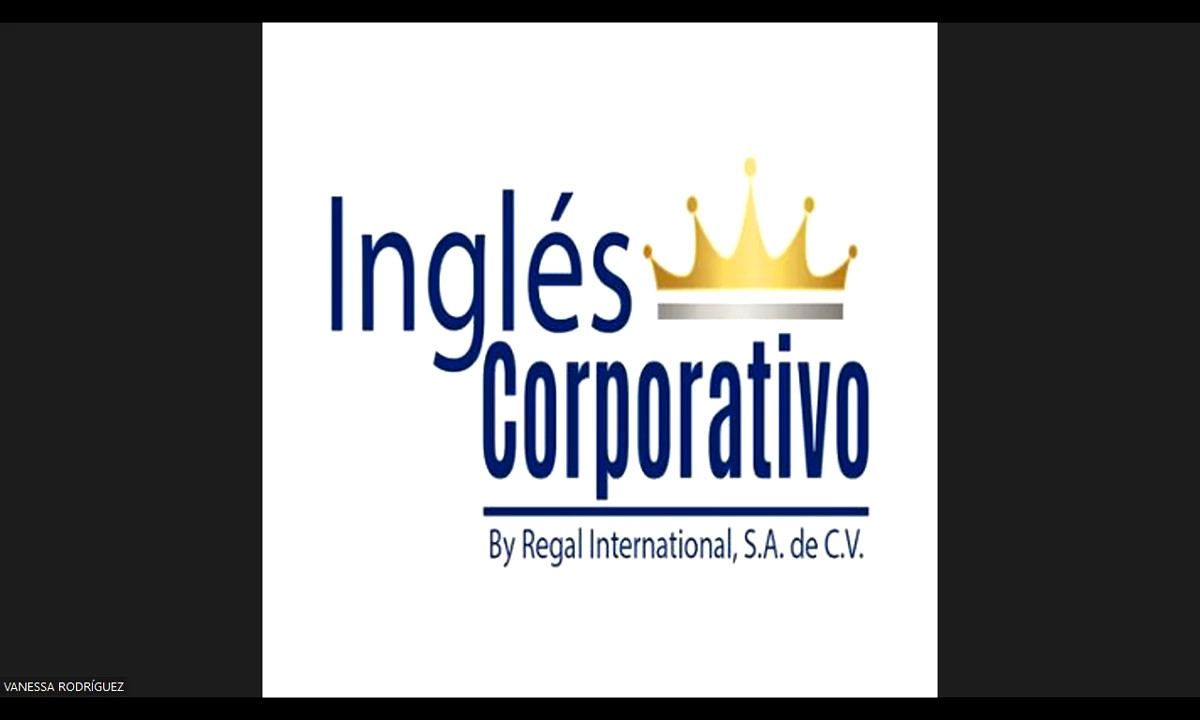 Inglés
Corporativo
By Regal International, S.A. de C.V.
VANESSA RODRÍGUEZ